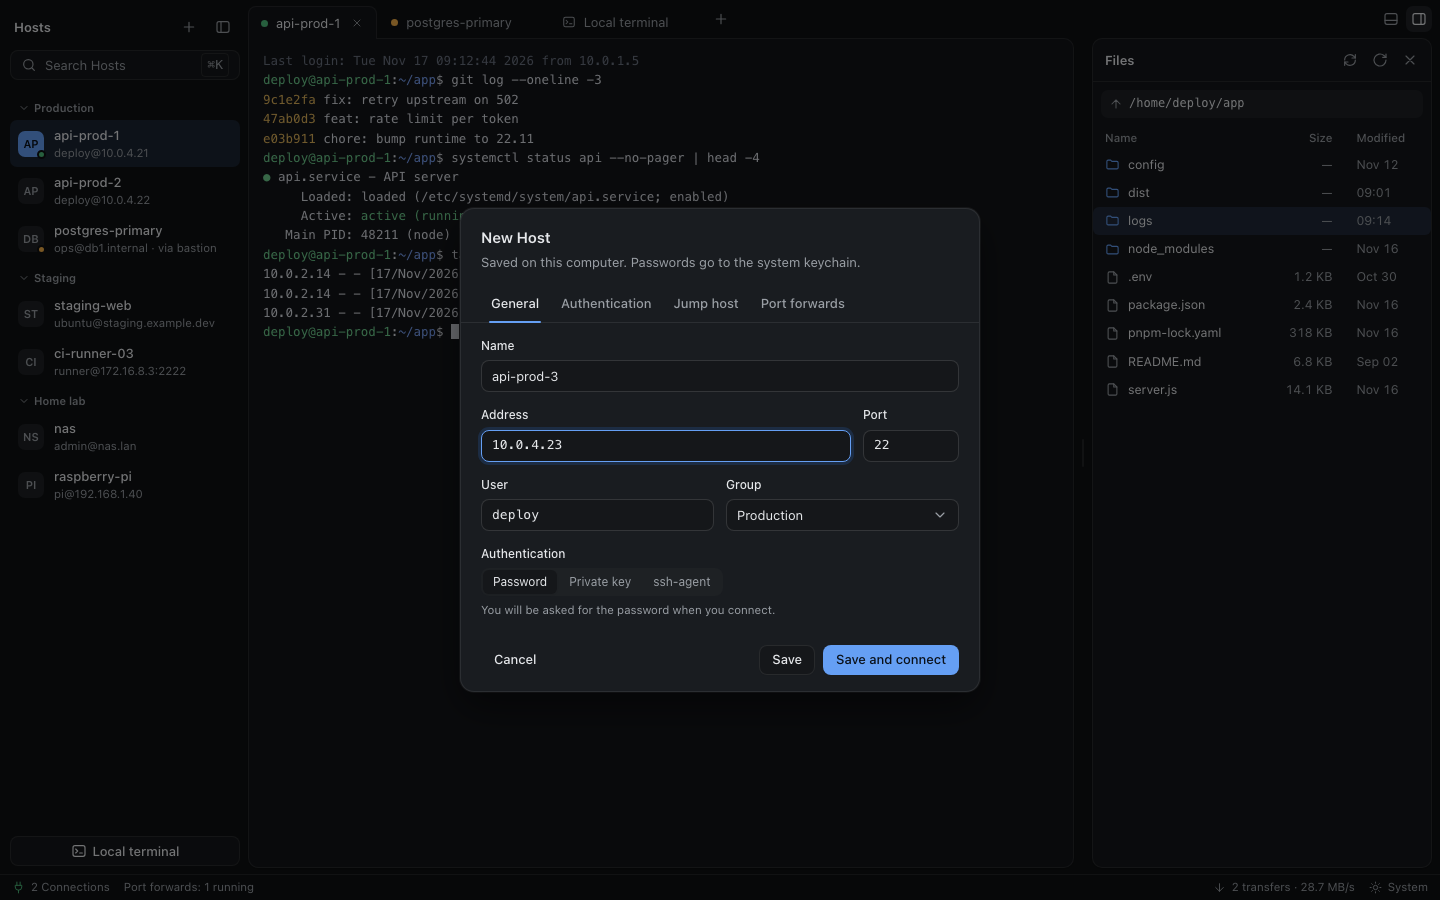 Hosts
Search Hosts
⌘K
Production
AP
api-prod-1
deploy@10.0.4.21
AP
api-prod-2
deploy@10.0.4.22
DB
postgres-primary
ops@db1.internal · via bastion
Staging
ST
staging-web
ubuntu@staging.example.dev
CI
ci-runner-03
runner@172.16.8.3:2222
Home lab
NS
nas
admin@nas.lan
PI
raspberry-pi
pi@192.168.1.40
Local terminal
api-prod-1
postgres-primary
Local terminal
Last login: Tue Nov 17 09:12:44 2026 from 10.0.1.5
deploy@api-prod-1:~/app$ git log --oneline -3
9c1e2fa fix: retry upstream on 502
47ab0d3 feat: rate limit per token
e03b911 chore: bump runtime to 22.11
deploy@api-prod-1:~/app$ systemctl status api --no-pager | head -4
● api.service - API server
Loaded: loaded (/etc/systemd/system/api.service; enabled)
Active: active (runnin
Main PID: 48211 (node)
deploy@api-prod-1:~/app$ t
10.0.2.14 - - [17/Nov/2026
10.0.2.14 - - [17/Nov/2026
10.0.2.31 - - [17/Nov/2026
deploy@api-prod-1:~/app$
New Host
Saved on this computer. Passwords go to the system keychain.
General Authentication Jump host Port forwards
Name
api-prod-3
Address Port
10.0.4.23 22
User Group
deploy Production
Authentication
Password Private key ssh-agent
You will be asked for the password when you connect.
Cancel Save Save and connect
Files
/home/deploy/app
Name Size Modified
config — Nov 12
dist — 09:01
logs — 09:14
node_modules — Nov 16
.env 1.2 KB Oct 30
package.json 2.4 KB Nov 16
pnpm-lock.yaml 318 KB Nov 16
README.md 6.8 KB Sep 02
server.js 14.1 KB Nov 16
2 Connections Port forwards: 1 running
2 transfers · 28.7 MB/s System